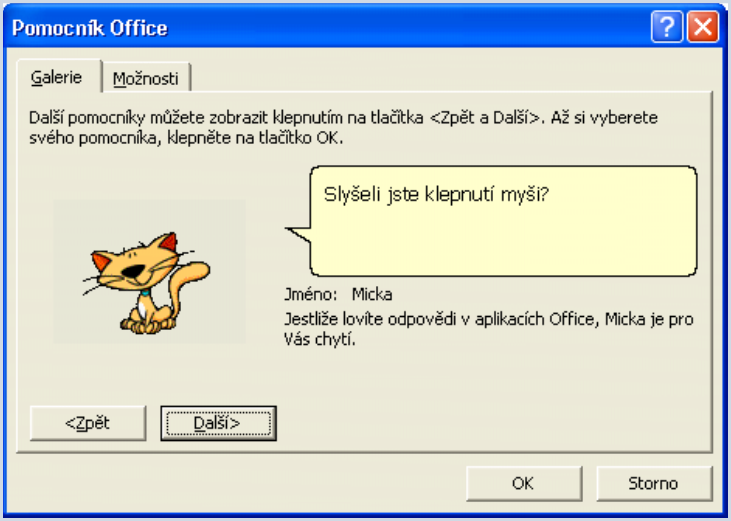 Pomocník Office
Galerie
Možnosti
Další pomocníky můžete zobrazit klepnutím na tlačítka <Zpět a Další>. Až si vyberete
svého pomocníka, klepněte na tlačítko OK.
Slyšeli jste klepnutí myši?
Jméno: Micka
Jestliže lovíte odpovědi v aplikacích Office, Micka je pro
Vás chytí.
<Zpět
Další>
OK
Storno